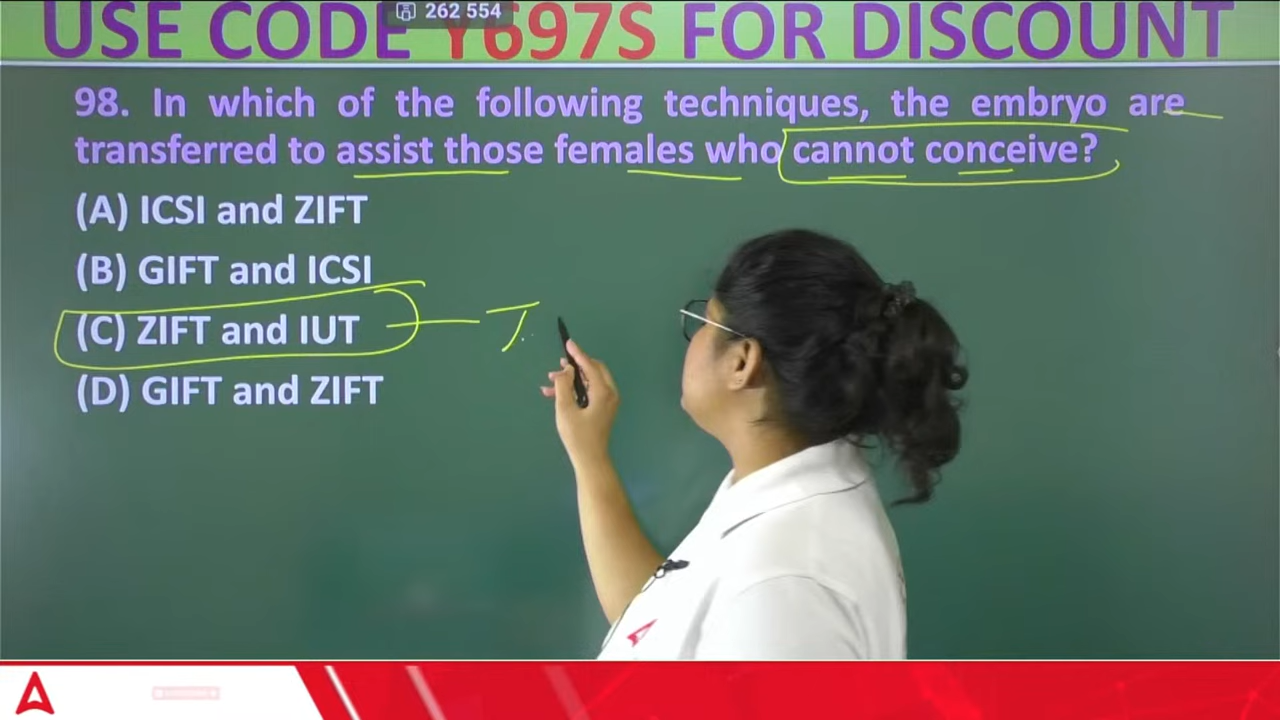 USE CODE Y697S FOR DISCOUNT
262 554
98. In which of the following techniques, the embryo are
transferred to assist those females who cannot conceive?
(A) ICSI and ZIFT
(B) GIFT and ICSI
(C) ZIFT and IUT
(D) GIFT and ZIFT